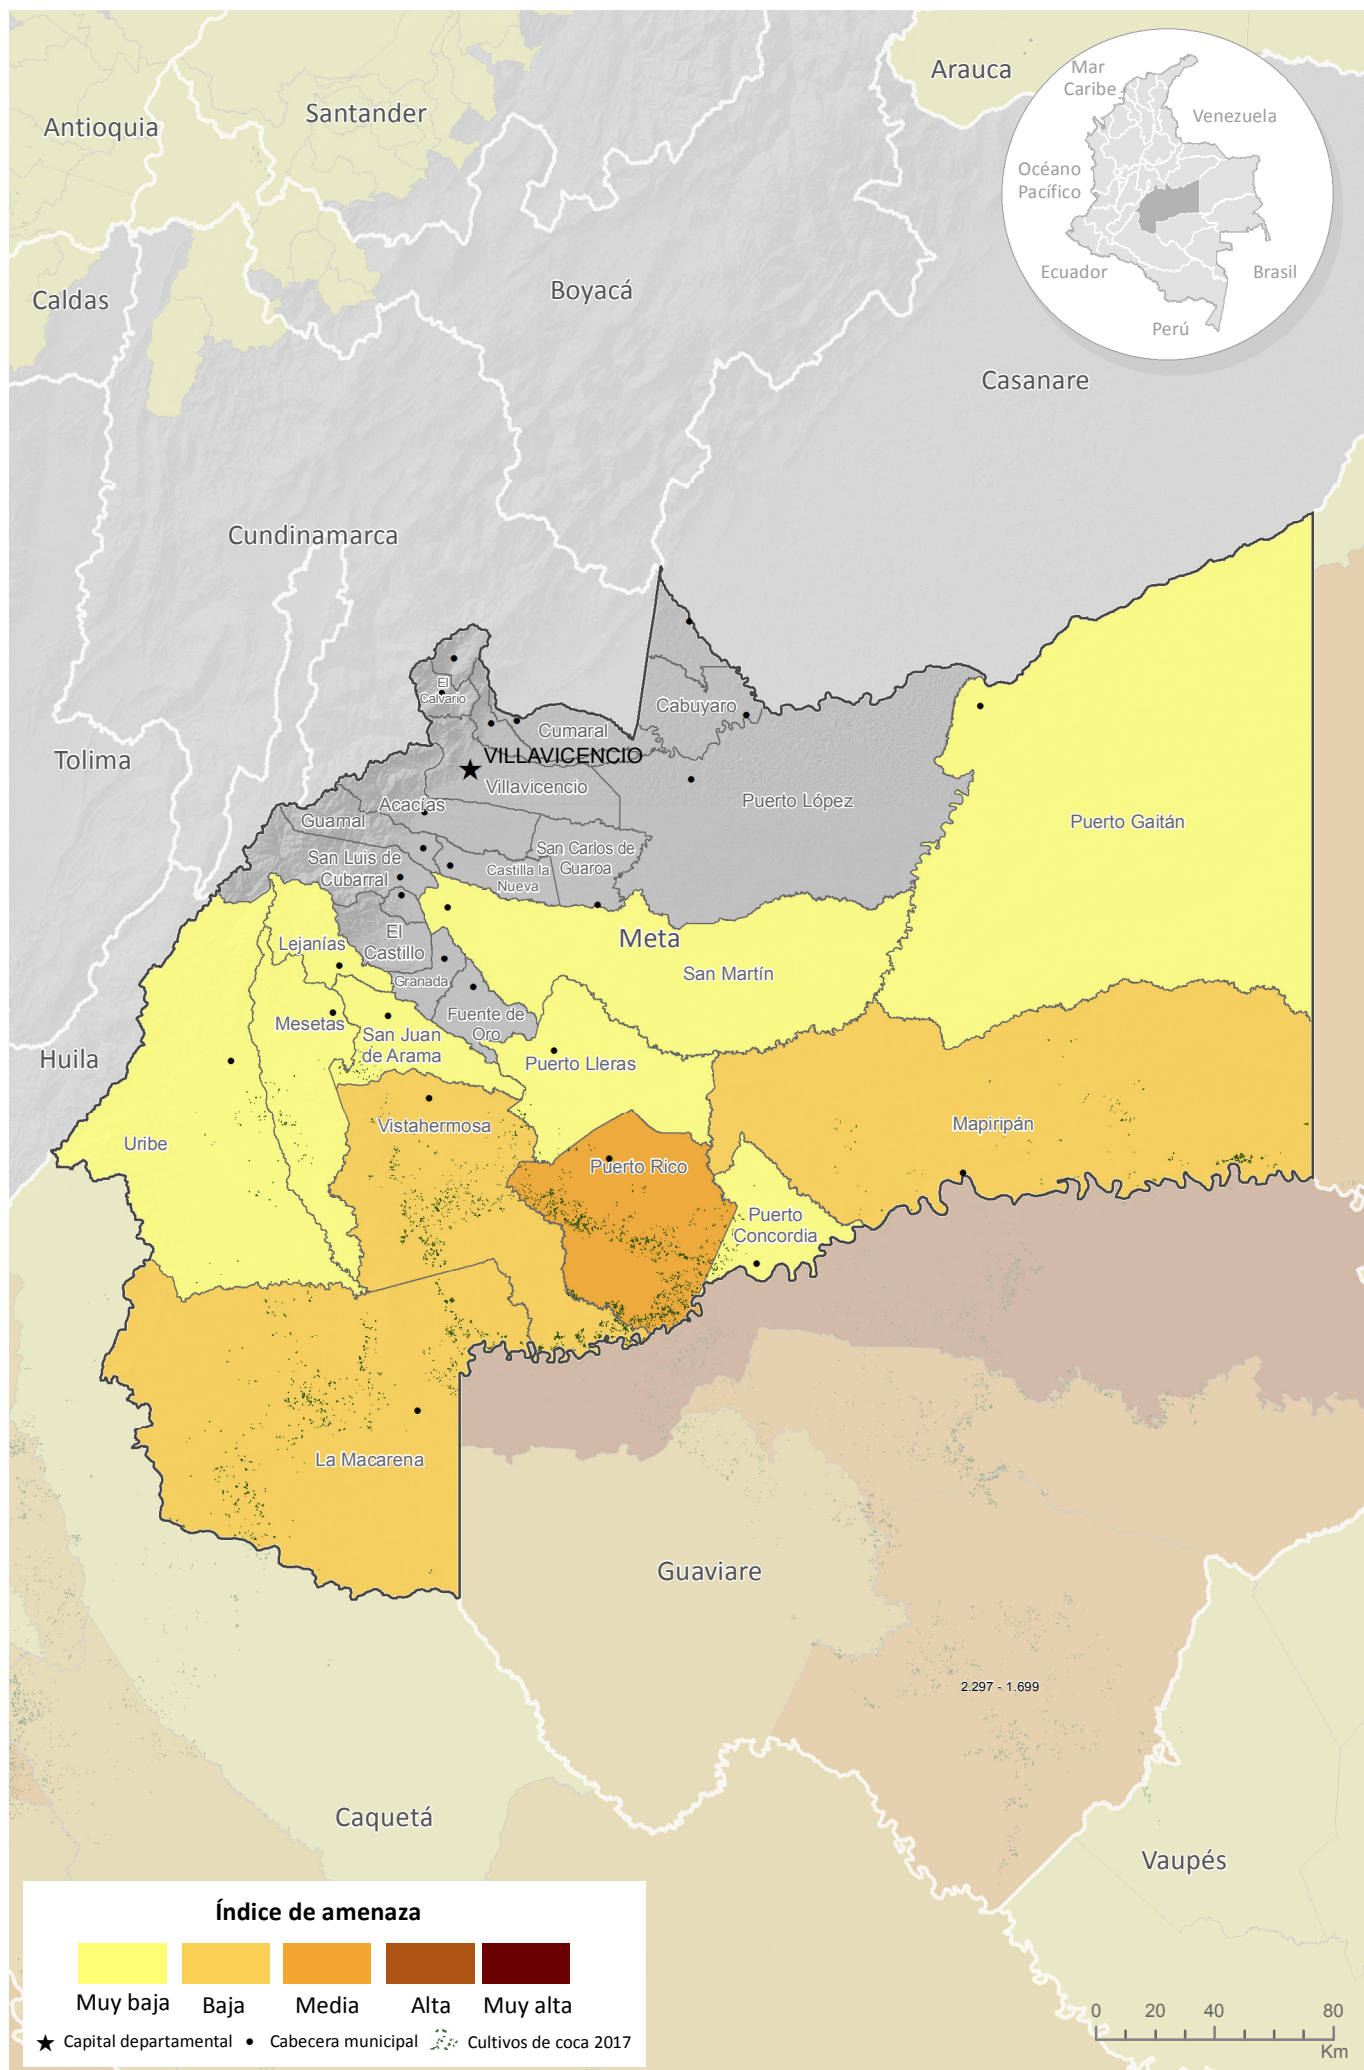 Arauca
Mar
Caribe
Venezuela
Santander
Antioquia
Océano
Pacífico
Ecuador
Brasil
Perú
Caldas
Boyacá
Casanare
Cundinamarca
El
Calvario
Cabuyaro
Cumaral
Tolima
VILLAVICENCIO
Villavicencio
Puerto López
Acacías
Guamal
Puerto Gaitán
San Carlos de
Guaroa
San Luis de
Cubarral
Castilla la
Nueva
El
Castillo
Meta
Lejanías
San Martín
Granada
Fuente de
Oro
Mesetas
San Juan
de Arama
Huila
Puerto Lleras
Vistahermosa
Mapiripán
Uribe
Puerto Rico
Puerto
Concordia
La Macarena
Guaviare
2.297 - 1.699
Caquetá
Vaupés
Índice de amenaza
Muy baja Baja Media Alta Muy alta
Capital departamental Cabecera municipal Cultivos de coca 2017
0 20 40 80
Km